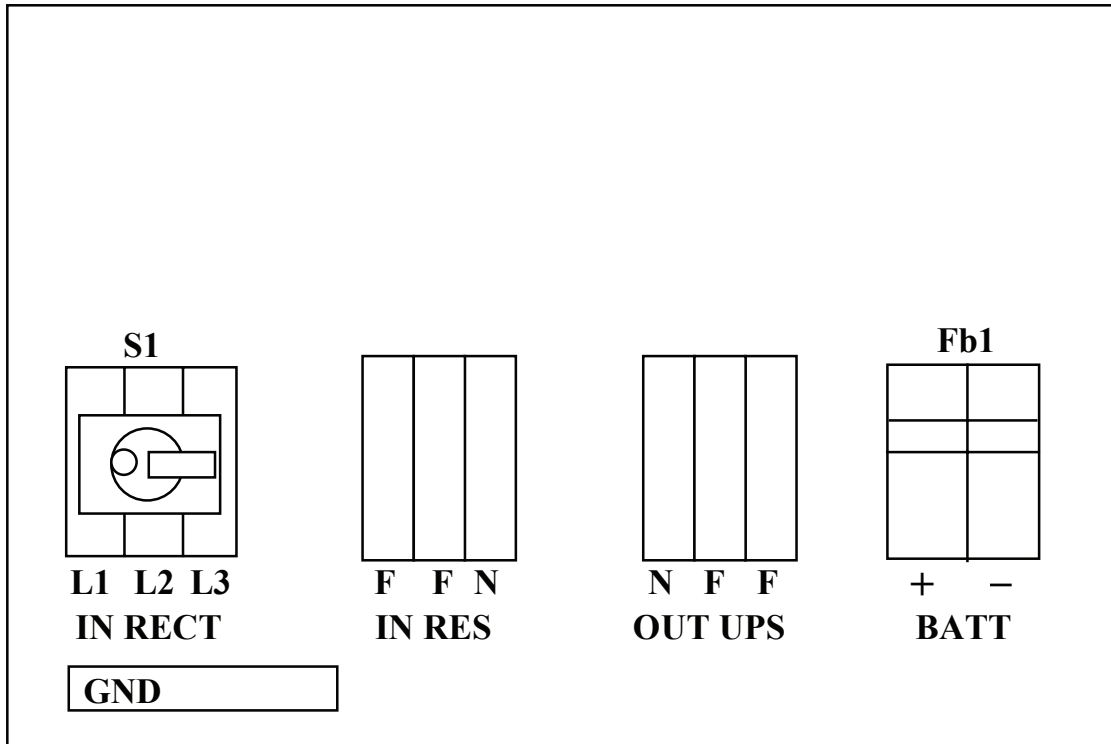 S1
Fb1
L1 L2 L3
F F N
N F F
+ −
IN RECT
IN RES
OUT UPS
BATT
GND